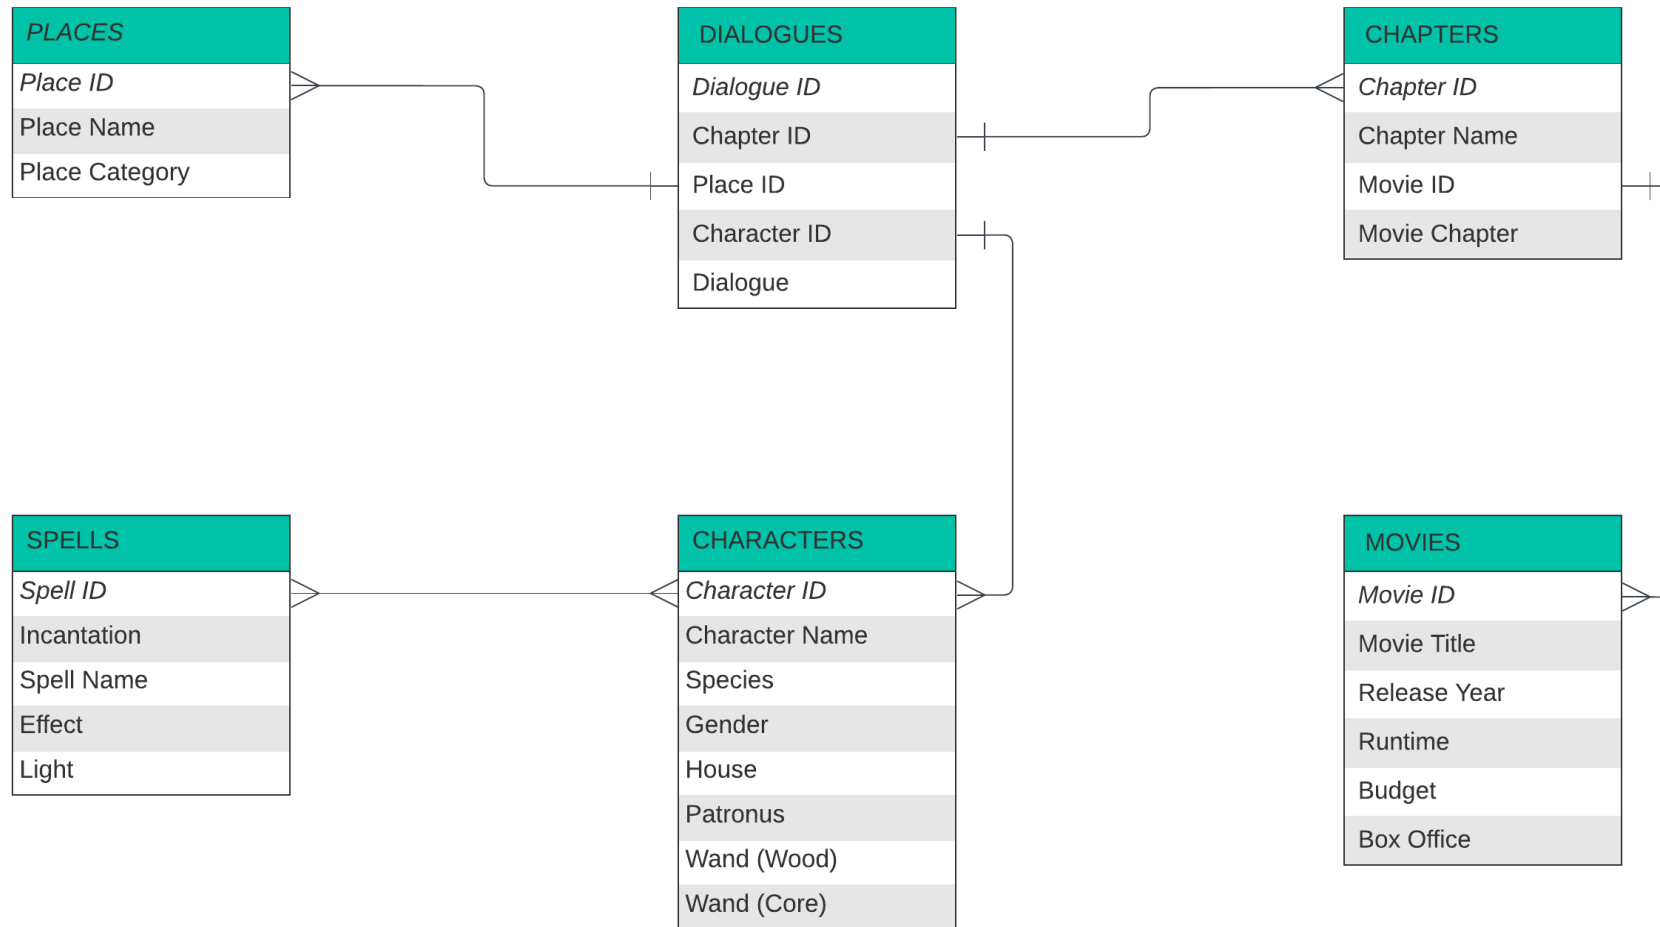 PLACES
Place ID
Place Name
Place Category
DIALOGUES
Dialogue ID
Chapter ID
Place ID
Character ID
Dialogue
CHAPTERS
Chapter ID
Chapter Name
Movie ID
Movie Chapter
SPELLS
Spell ID
Incantation
Spell Name
Effect
Light
CHARACTERS
Character ID
Character Name
Species
Gender
House
Patronus
Wand (Wood)
Wand (Core)
MOVIES
Movie ID
Movie Title
Release Year
Runtime
Budget
Box Office